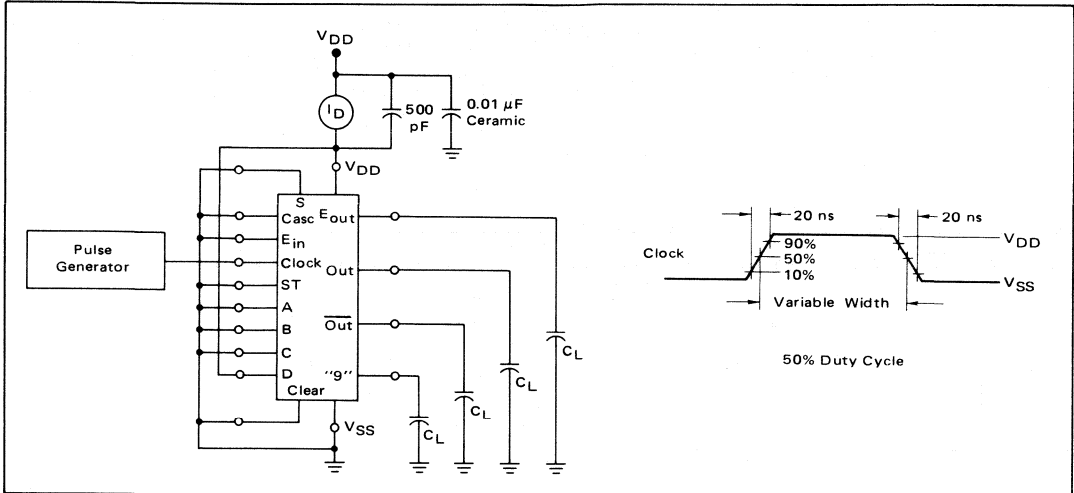 VDD
ID
500 pF
0.01 μF Ceramic
VDD
S
Casc
Eout
Ein
Pulse Generator
Clock
Out
ST
A
Out
B
C
D
"9"
Clear
VSS
CL
CL
CL
CL
20 ns
20 ns
VDD
Clock
90%
50%
10%
VSS
Variable Width
50% Duty Cycle